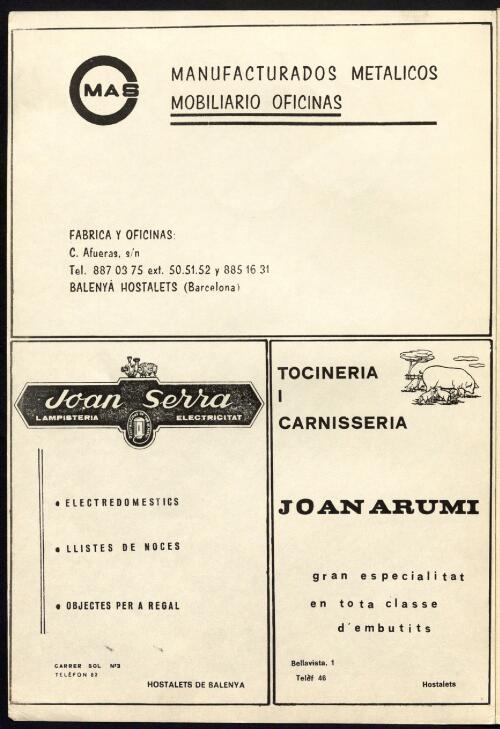 MAS
MANUFACTURADOS METALICOS
MOBILIARIO OFICINAS
FABRICA Y OFICINAS:
C. Afueras, s/n
Tel. 887 03 75 ext. 50.51.52 y 885 16 31
BALENYÁ HOSTALETS (Barcelona)
Joan Serra
LAMPISTERIA ELECTRICITAT
• ELECTREDOMESTICS
• LLISTES DE NOCES
• OBJECTES PER A REGAL
CARRER SOL Nº3
TELÈFON 82
HOSTALETS DE BALENYA
TOCINERIA
I
CARNISSERIA
JOAN ARUMI
gran especialitat
en tota classe
d'embutits
Bellavista, 1
Telèf 46
Hostalets